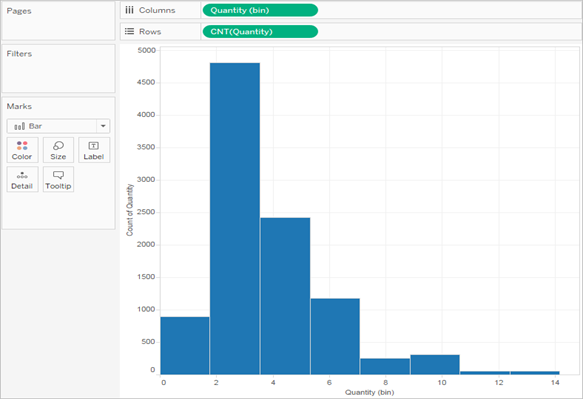 Pages
Columns
Quantity (bin)
Rows
CNT(Quantity)
Filters
Marks
Bar
Color
Size
Label
Detail
Tooltip
5000
4500
4000
3500
3000
2500
2000
1500
1000
500
0
Count of Quantity
0 2 4 6 8 10 12 14
Quantity (bin)